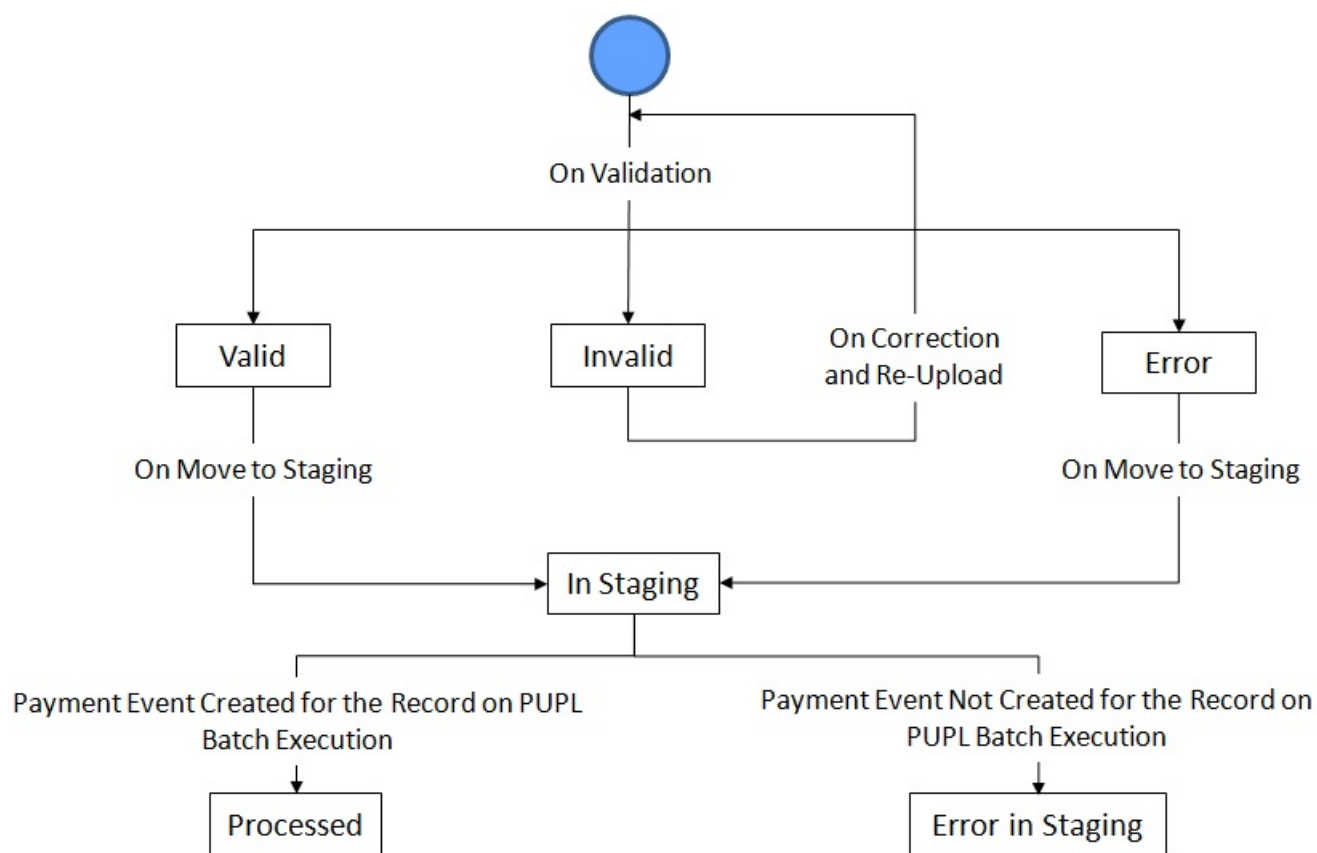 On Validation
Valid
Invalid
On Correction
and Re-Upload
Error
On Move to Staging
On Move to Staging
In Staging
Payment Event Created for the Record on PUPL
Batch Execution
Payment Event Not Created for the Record on
PUPL Batch Execution
Processed
Error in Staging